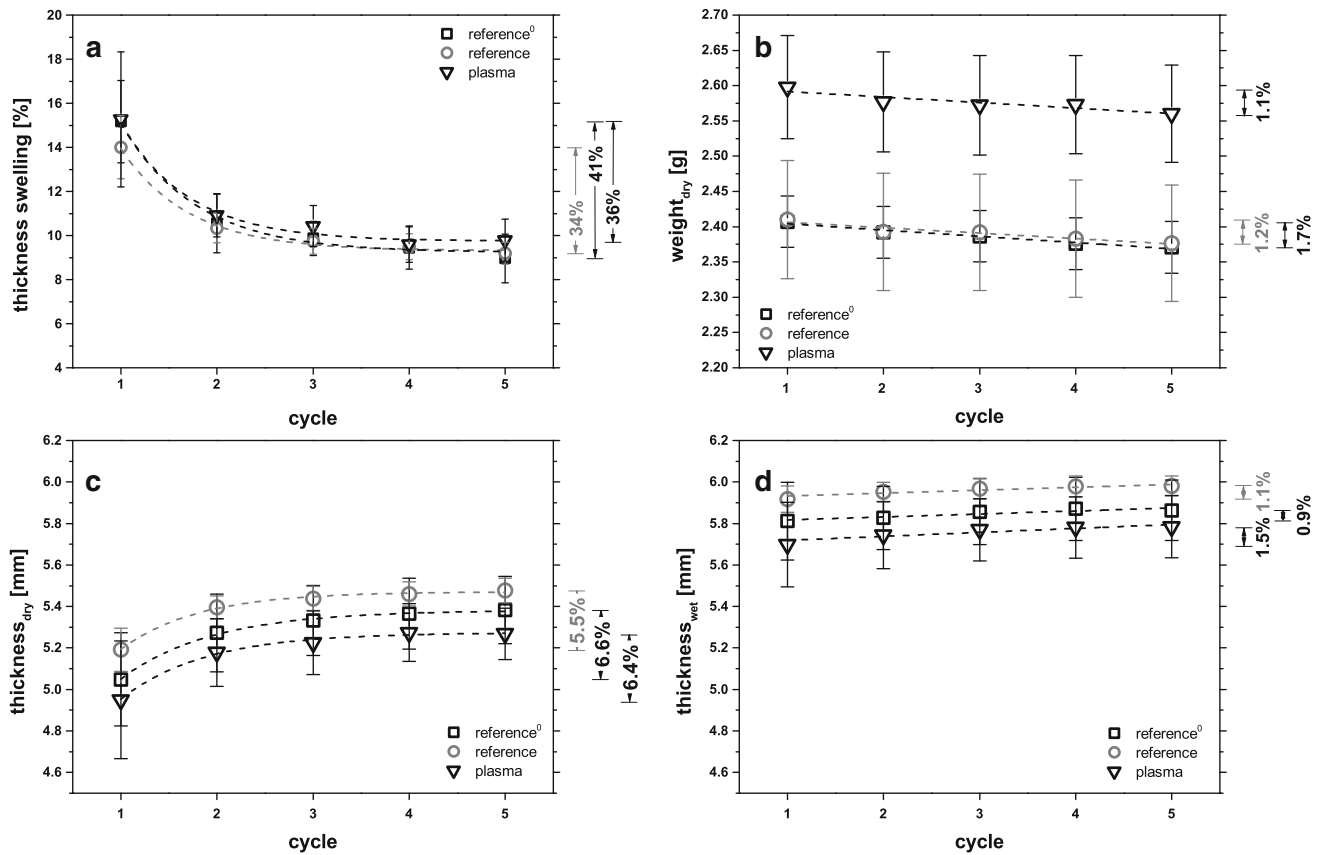 a
reference⁰
reference
plasma
thickness swelling [%]
20
18
16
14
12
10
8
6
4
1 2 3 4 5
cycle
34%
41%
36%
b
weight_dry [g]
2.70
2.65
2.60
2.55
2.50
2.45
2.40
2.35
2.30
2.25
2.20
reference⁰
reference
plasma
1 2 3 4 5
cycle
1.1%
1.2%
1.7%
c
thickness_dry [mm]
6.2
6.0
5.8
5.6
5.4
5.2
5.0
4.8
4.6
reference⁰
reference
plasma
1 2 3 4 5
cycle
5.5%
6.6%
6.4%
d
thickness_wet [mm]
6.2
6.0
5.8
5.6
5.4
5.2
5.0
4.8
4.6
reference⁰
reference
plasma
1 2 3 4 5
cycle
1.1%
1.5%
0.9%